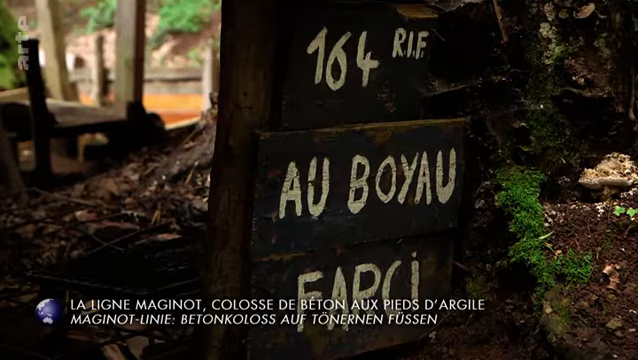 arte
164 R.I.F.
AU BOYAU
FARCI
LA LIGNE MAGINOT, COLOSSE DE BÉTON AUX PIEDS D'ARGILE
MAGINOT-LINIE: BETONKOLOSS AUF TÖNERNEN FÜSSEN